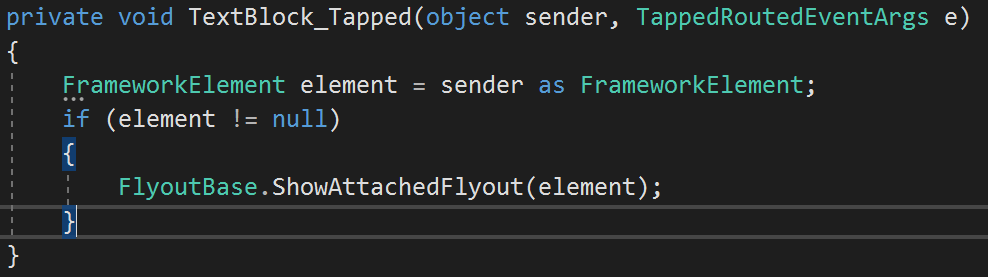 private void TextBlock_Tapped(object sender, TappedRoutedEventArgs e)
{
FrameworkElement element = sender as FrameworkElement;
if (element != null)
{
FlyoutBase.ShowAttachedFlyout(element);
}
}